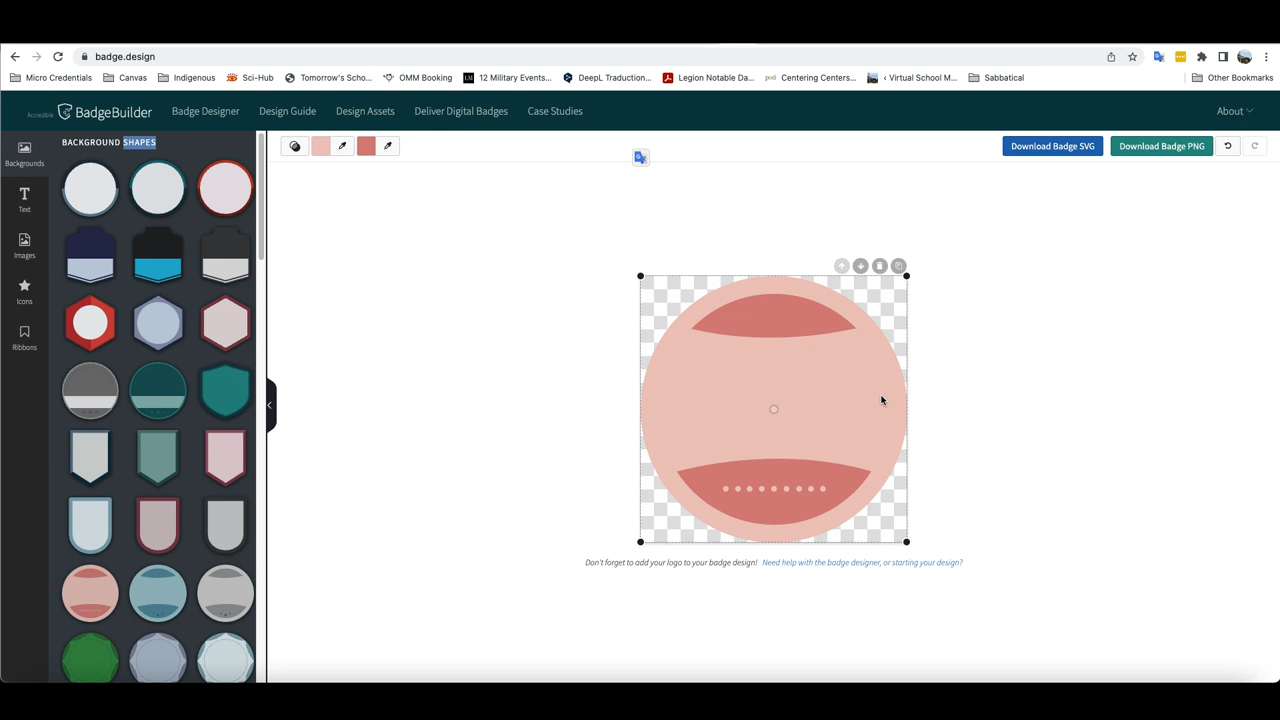 badge.design
Micro Credentials Canvas Indigenous Sci-Hub Tomorrow's Scho... OMM Booking 12 Military Events... DeepL Traduction... Legion Notable Da... Centering Centers... ‹ Virtual School M... Sabbatical Other Bookmarks
Accredible BadgeBuilder Badge Designer Design Guide Design Assets Deliver Digital Badges Case Studies About
BACKGROUND SHAPES
Download Badge SVG Download Badge PNG
Backgrounds
Text
Images
Icons
Ribbons
Don't forget to add your logo to your badge design! Need help with the badge designer, or starting your design?